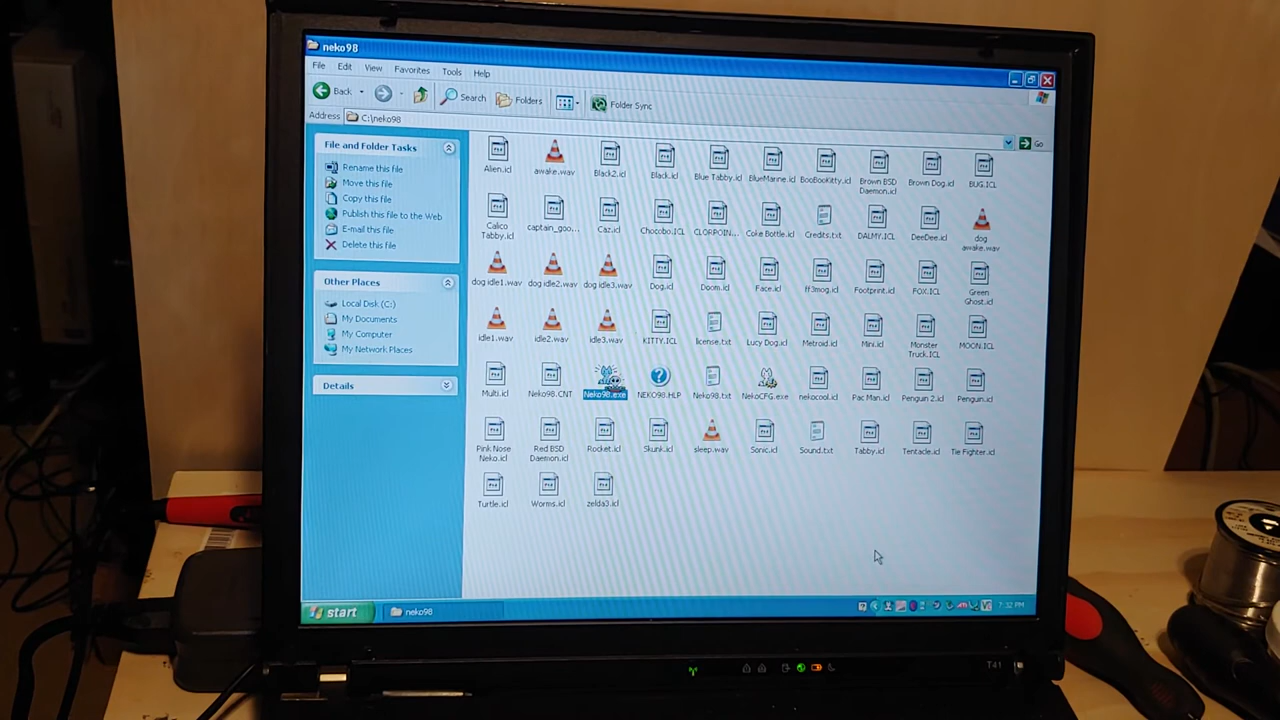 neko98
File Edit View Favorites Tools Help
Back Search Folders Folder Sync
Address C:\neko98 Go
File and Folder Tasks
Rename this file
Move this file
Copy this file
Publish this file to the Web
E-mail this file
Delete this file
Other Places
Local Disk (C:)
My Documents
My Computer
My Network Places
Details
Alien.icl awake.wav Black2.icl Black.icl Blue Tabby.icl BlueMarine.icl BooBooKitty.icl Brown BSD Daemon.icl Brown Dog.icl BUG.ICL
Calico Tabby.icl captain_goo... Caz.icl Chocobo.ICL CLORPOIN... Coke Bottle.icl Credits.txt DALMY.ICL DeeDee.icl dog awake.wav
dog idle1.wav dog idle2.wav dog idle3.wav Dog.icl Doom.icl Face.icl ff3mog.icl Footprint.icl FOX.ICL Green Ghost.icl
idle1.wav idle2.wav idle3.wav KITTY.ICL license.txt Lucy Dog.icl Metroid.icl Mini.icl Monster Truck.ICL MOON.ICL
Multi.icl Neko98.CNT Neko98.exe NEKO98.HLP Neko98.txt NekoCFG.exe nekocool.icl Pac Man.icl Penguin 2.icl Penguin.icl
Pink Nose Neko.icl Red BSD Daemon.icl Rocket.icl Skunk.icl sleep.wav Sonic.icl Sound.txt Tabby.icl Tentacle.icl Tie Fighter.icl
Turtle.icl Worms.icl zelda3.icl
start neko98 7:32 PM
T41